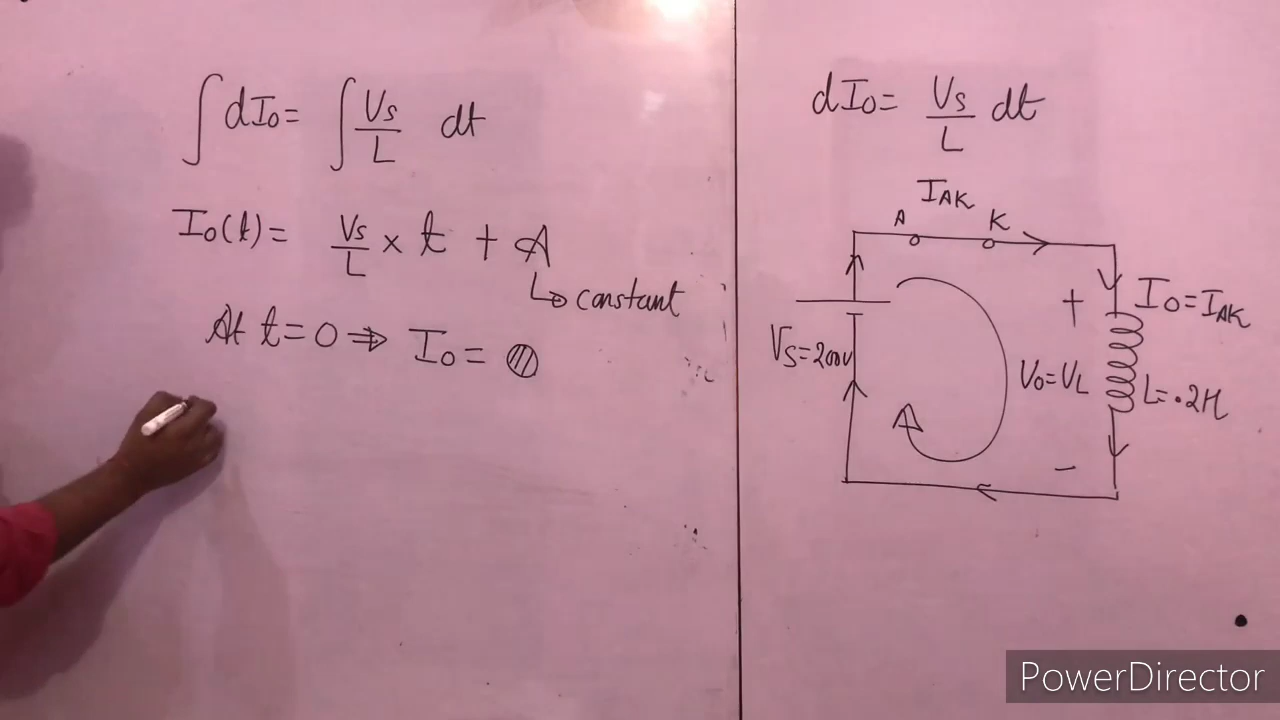 ∫ dIo = ∫ Vs/L dt
Io(t) = Vs/L × t + A
↳ constant
At t = 0 ⇒ Io = 0
dIo = Vs/L dt
IAK
A K
+
Io = IAK
Vs = 200V
Vo = VL
L = .2H
-
PowerDirector